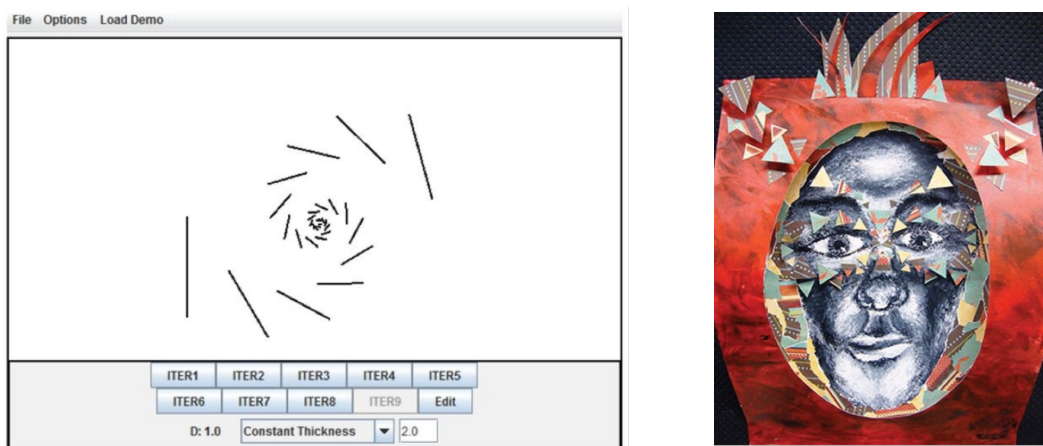 File Options Load Demo
ITER1 ITER2 ITER3 ITER4 ITER5
ITER6 ITER7 ITER8 ITER9 Edit
D: 1.0 Constant Thickness 2.0